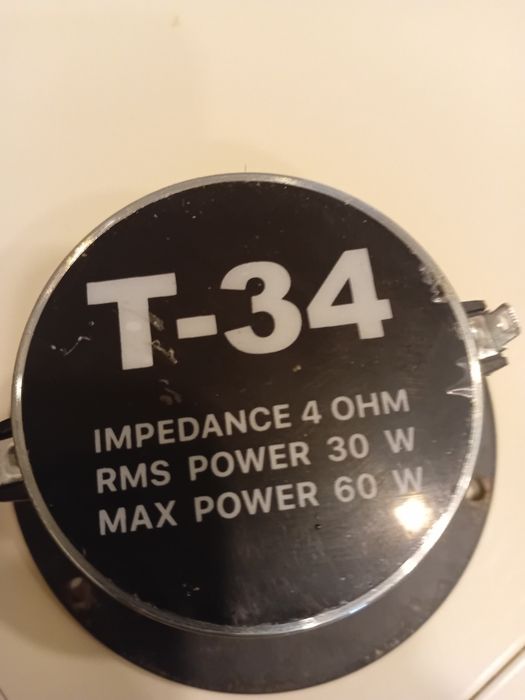 T-34
IMPEDANCE 4 OHM
RMS POWER 30 W
MAX POWER 60 W